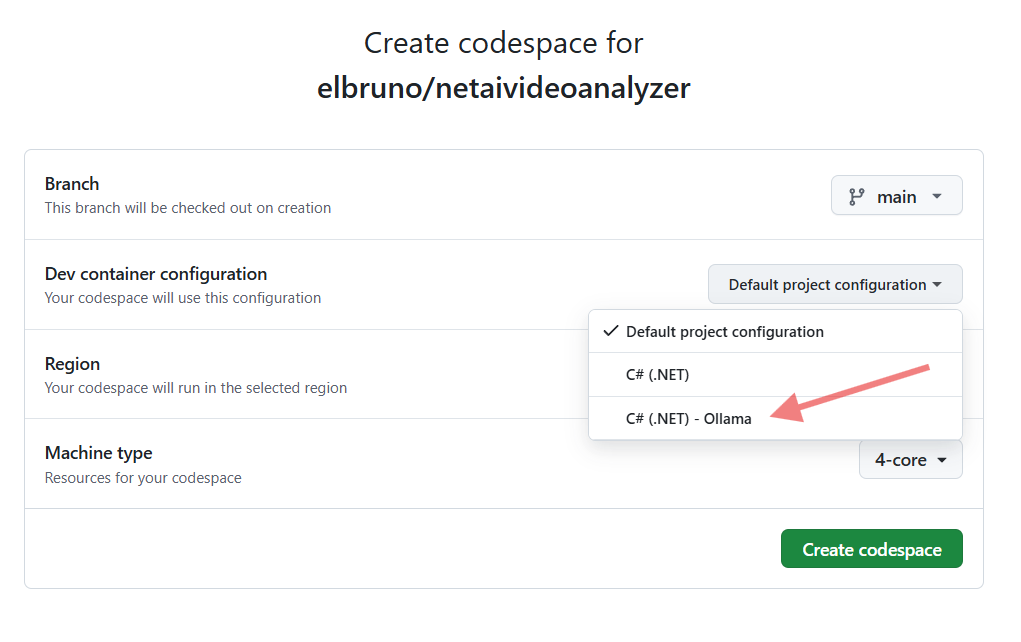 Create codespace for
elbruno/netaivideoanalyzer
Branch
This branch will be checked out on creation
main
Dev container configuration
Your codespace will use this configuration
Default project configuration
Default project configuration
C# (.NET)
C# (.NET) - Ollama
Region
Your codespace will run in the selected region
Machine type
Resources for your codespace
4-core
Create codespace